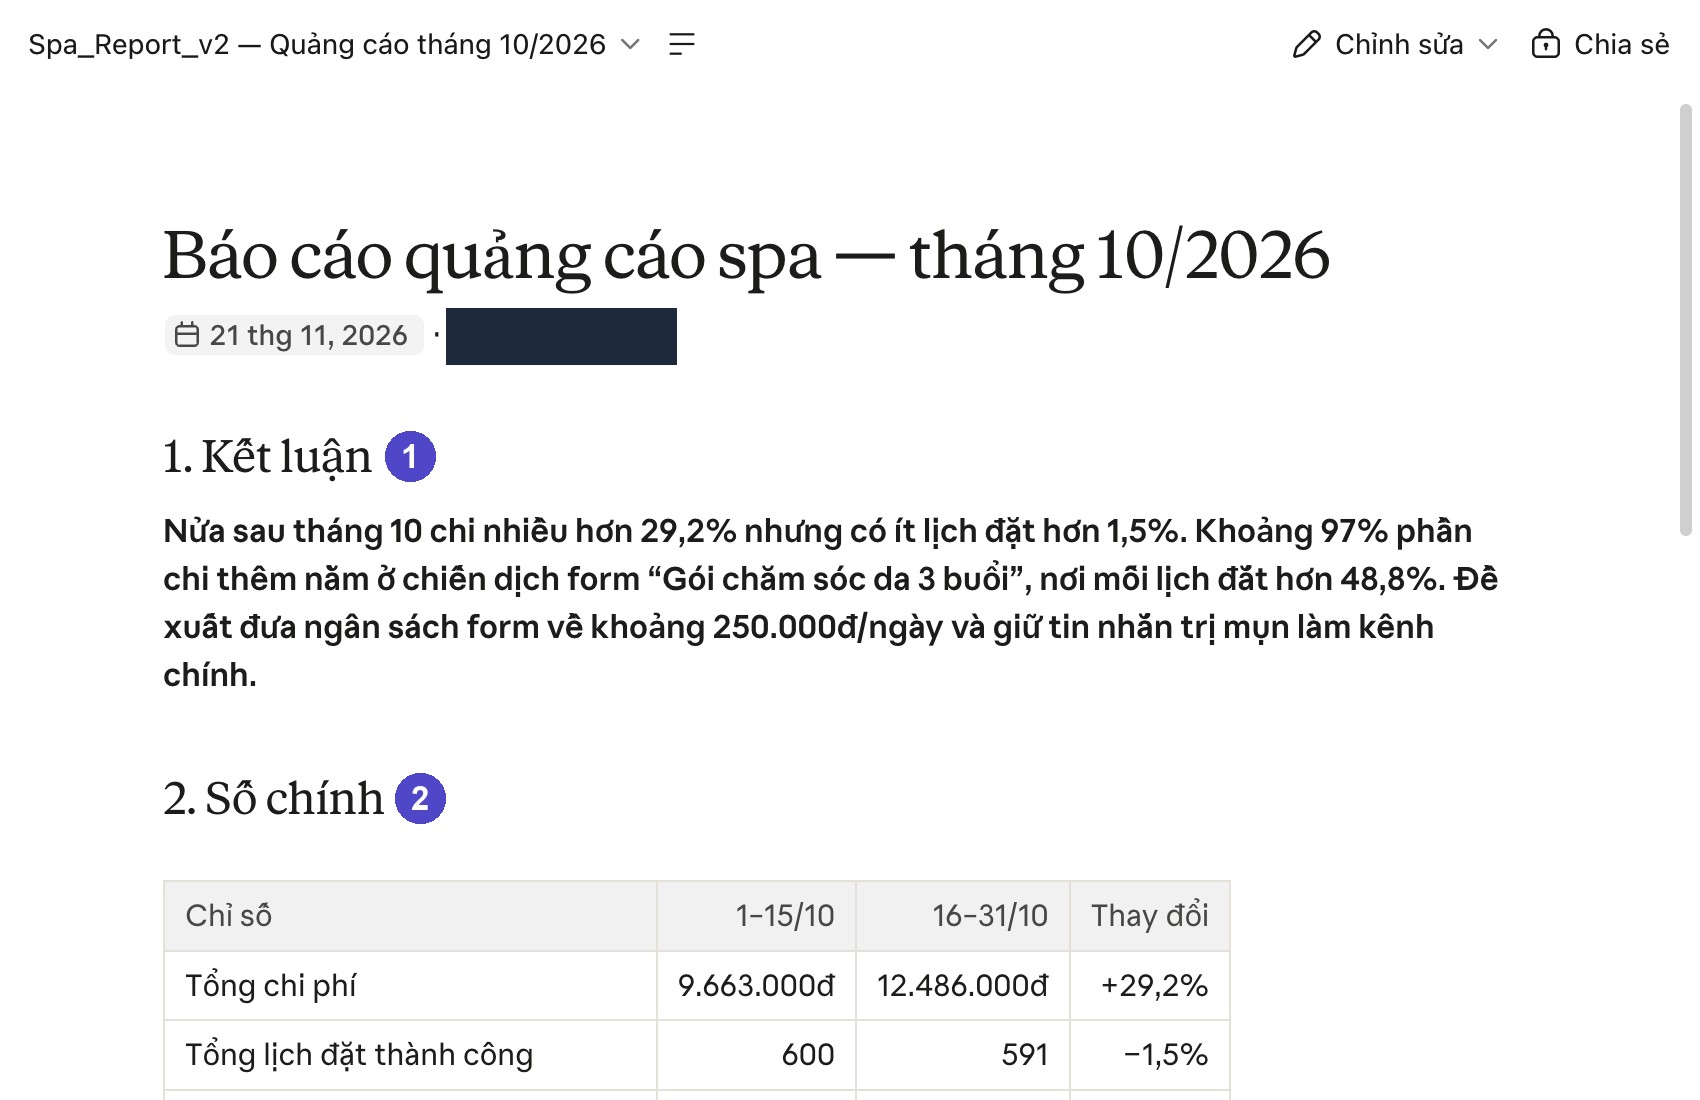 Spa_Report_v2 — Quảng cáo tháng 10/2026
Chỉnh sửa
Chia sẻ
Báo cáo quảng cáo spa — tháng 10/2026
21 thg 11, 2026 ·
1. Kết luận 1
Nửa sau tháng 10 chi nhiều hơn 29,2% nhưng có ít lịch đặt hơn 1,5%. Khoảng 97% phần
chi thêm nằm ở chiến dịch form “Gói chăm sóc da 3 buổi”, nơi mỗi lịch đắt hơn 48,8%. Đề
xuất đưa ngân sách form về khoảng 250.000đ/ngày và giữ tin nhắn trị mụn làm kênh
chính.
2. Số chính 2
Chỉ số 1–15/10 16–31/10 Thay đổi
Tổng chi phí 9.663.000đ 12.486.000đ +29,2%
Tổng lịch đặt thành công 600 591 −1,5%